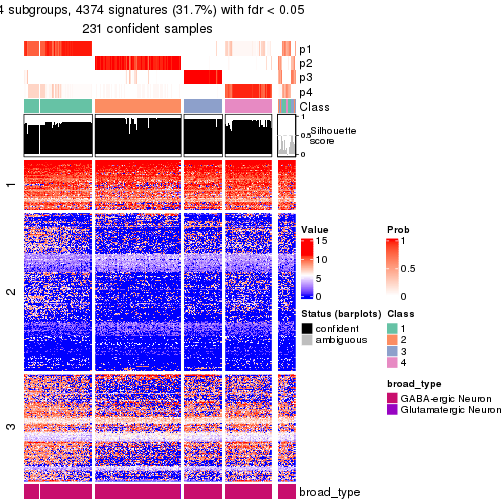 4 subgroups, 4374 signatures (31.7%) with fdr < 0.05
231 confident samples
p1
p2
p3
p4
Class
1
0.5
0
Silhouette
score
1
2
3
broad_type
Value
15
10
5
0
Prob
1
0.5
0
Status (barplots)
confident
ambiguous
Class
1
2
3
4
broad_type
GABA-ergic Neuron
Glutamatergic Neuron